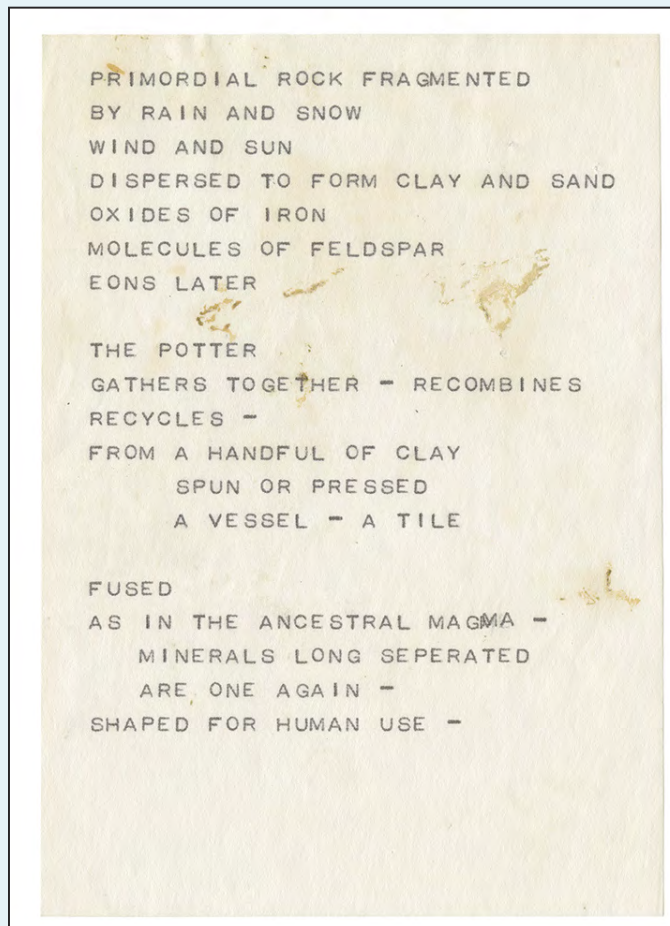 PRIMORDIAL ROCK FRAGMENTED
BY RAIN AND SNOW
WIND AND SUN
DISPERSED TO FORM CLAY AND SAND
OXIDES OF IRON
MOLECULES OF FELDSPAR
EONS LATER
THE POTTER
GATHERS TOGETHER - RECOMBINES
RECYCLES -
FROM A HANDFUL OF CLAY
SPUN OR PRESSED
A VESSEL - A TILE
FUSED
AS IN THE ANCESTRAL MAGMA -
MINERALS LONG SEPERATED
ARE ONE AGAIN -
SHAPED FOR HUMAN USE -